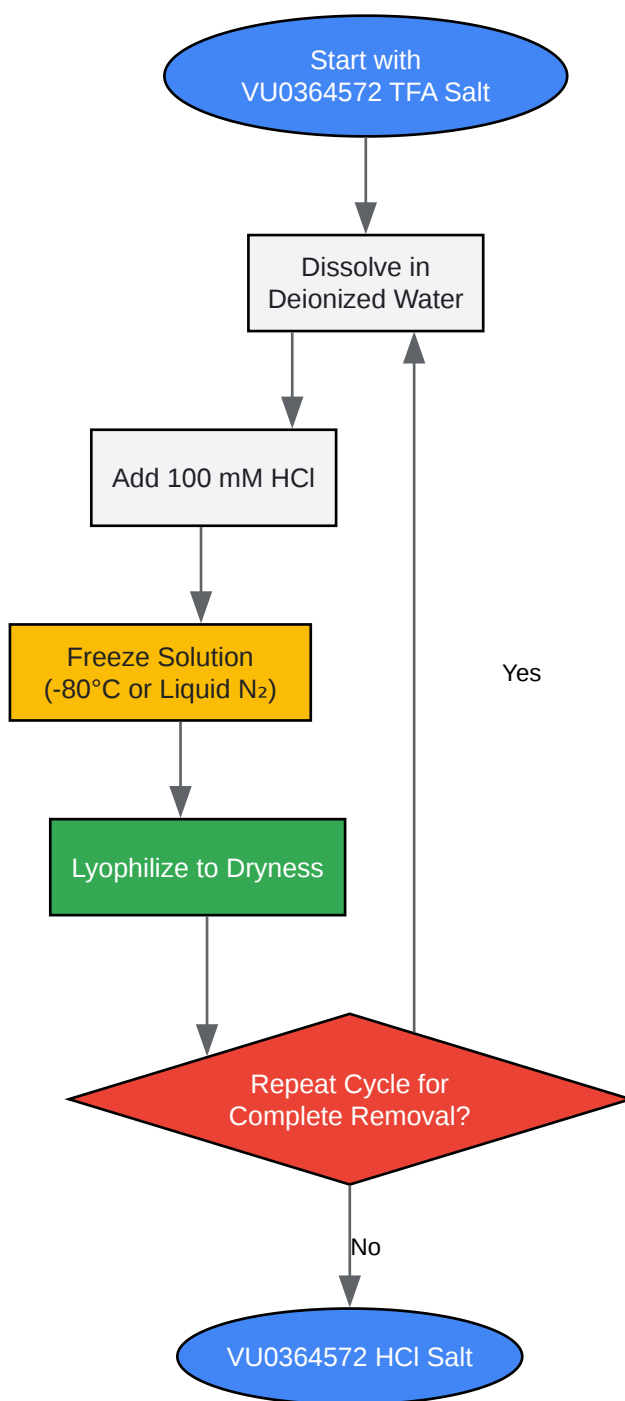 Start with
VU0364572 TFA Salt
Dissolve in
Deionized Water
Add 100 mM HCl
Freeze Solution
(-80°C or Liquid N₂)
Yes
Lyophilize to Dryness
Repeat Cycle for
Complete Removal?
No
VU0364572 HCl Salt